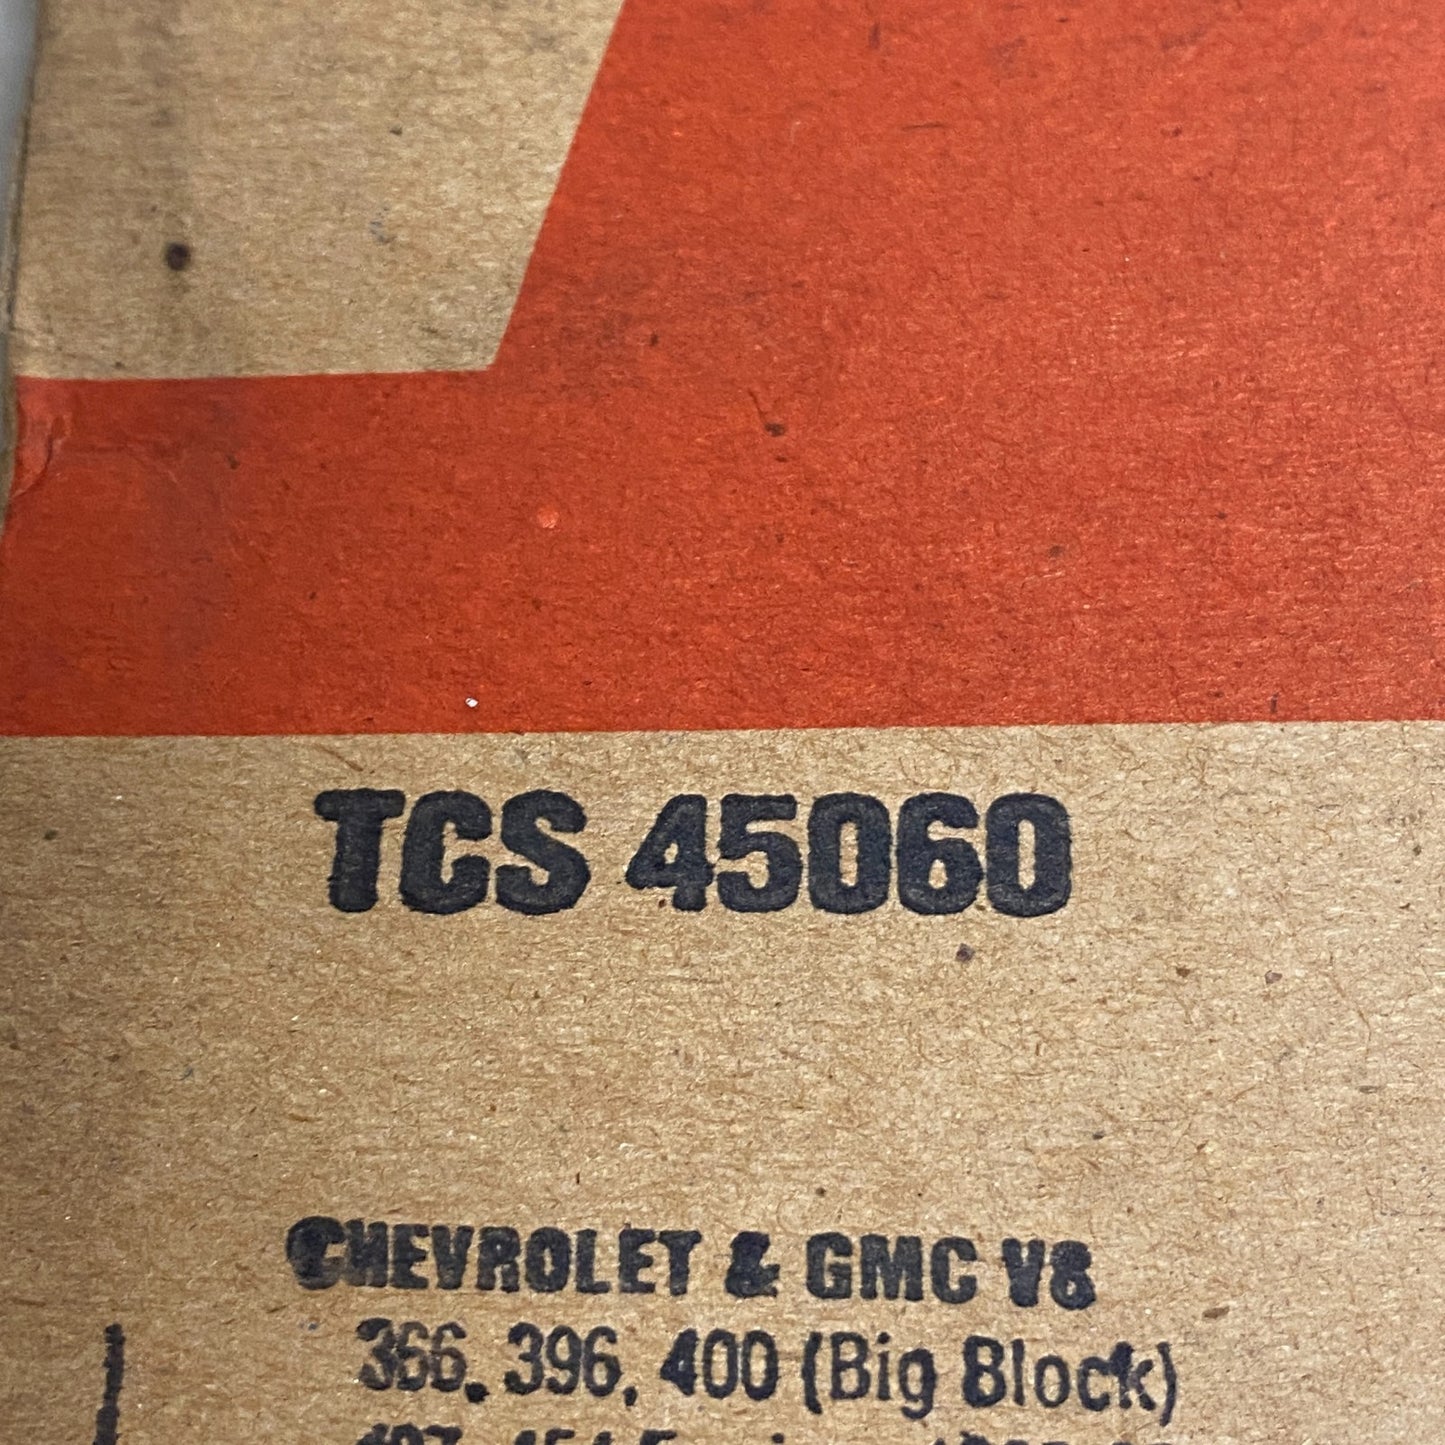 TCS 45060
CHEVROLET & GMC V8
366, 396, 400 (Big Block)